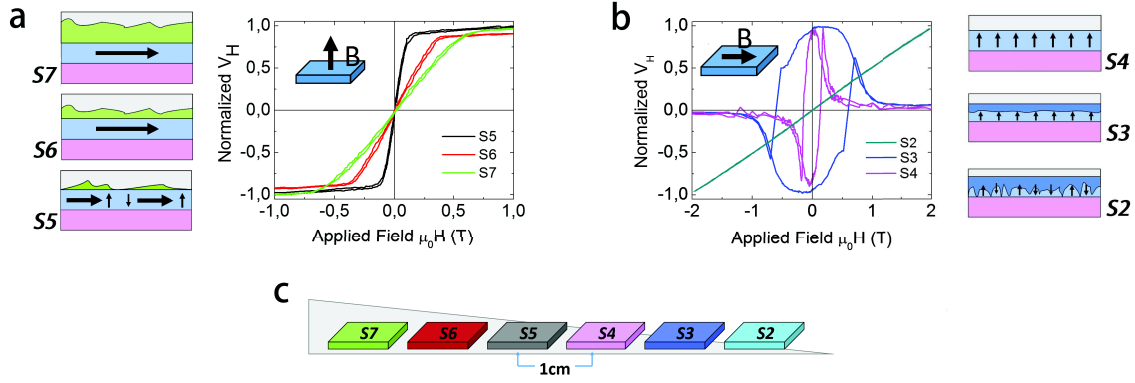 a
S7
S6
S5
Normalized V_H
1,0
0,5
0,0
-0,5
-1,0
B
S5
S6
S7
-1,0
-0,5
0,0
0,5
1,0
Applied Field μ₀H (T)
b
Normalized V_H
1,0
0,5
0,0
-0,5
-1,0
B
S2
S3
S4
-2
-1
0
1
2
Applied Field μ₀H (T)
S4
S3
S2
c
S7 S6 S5 S4 S3 S2
1cm